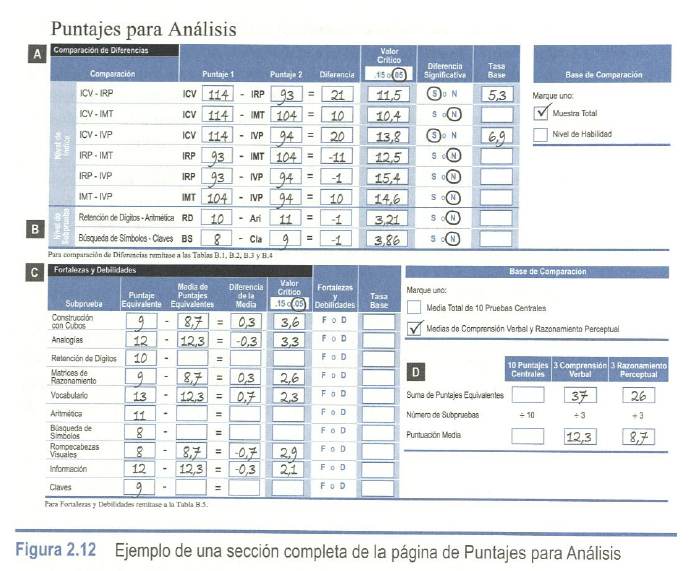 Puntajes para Análisis
A
Comparación de Diferencias
Comparación Puntaje 1 Puntaje 2 Diferencia Valor Crítico .15 o .05 Diferencia Significativa Tasa Base
Nivel de Índice
ICV - IRP ICV 114 - IRP 93 = 21 11,5 S o N 5,3
ICV - IMT ICV 114 - IMT 104 = 10 10,4 S o N
ICV - IVP ICV 114 - IVP 94 = 20 13,8 S o N 6,9
IRP - IMT IRP 93 - IMT 104 = -11 12,5 S o N
IRP - IVP IRP 93 - IVP 94 = -1 15,4 S o N
IMT - IVP IMT 104 - IVP 94 = 10 14,6 S o N
B
Nivel de Subprueba
Retención de Dígitos - Aritmética RD 10 - Ari 11 = -1 3,21 S o N
Búsqueda de Símbolos - Claves BS 8 - Cla 9 = -1 3,86 S o N
Para comparación de Diferencias remítase a las Tablas B.1, B.2, B.3 y B.4
Base de Comparación
Marque uno:
Muestra Total
Nivel de Habilidad
C
Fortalezas y Debilidades
Subprueba Puntaje Equivalente Media de Puntajes Equivalentes Diferencia de la Media Valor Crítico .15 o .05 Fortalezas y Debilidades Tasa Base
Construcción con Cubos 9 - 8,7 = 0,3 3,6 F o D
Analogías 12 - 12,3 = -0,3 3,3 F o D
Retención de Dígitos 10 - = F o D
Matrices de Razonamiento 9 - 8,7 = 0,3 2,6 F o D
Vocabulario 13 - 12,3 = 0,7 2,3 F o D
Aritmética 11 - = F o D
Búsqueda de Símbolos 8 - = F o D
Rompecabezas Visuales 8 - 8,7 = -0,7 2,9 F o D
Información 12 - 12,3 = -0,3 2,1 F o D
Claves 9 - = F o D
Para Fortalezas y Debilidades remítase a la Tabla B.5.
Base de Comparación
Marque uno:
Media Total de 10 Pruebas Centrales
Medias de Comprensión Verbal y Razonamiento Perceptual
D
10 Puntajes Centrales 3 Comprensión Verbal 3 Razonamiento Perceptual
Suma de Puntajes Equivalentes 37 26
Número de Subpruebas ÷ 10 ÷ 3 ÷ 3
Puntuación Media 12,3 8,7
Figura 2.12 Ejemplo de una sección completa de la página de Puntajes para Análisis